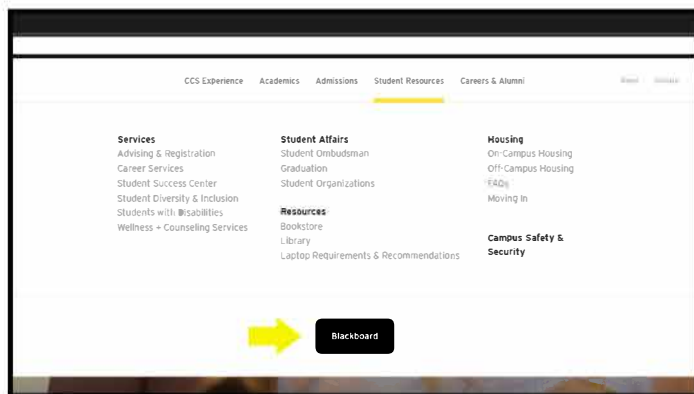 CCS Experience Academics Admissions Student Resources Careers & Alumni
Services
Advising & Registration
Career Services
Student Success Center
Student Diversity & Inclusion
Students with Disabilities
Wellness + Counseling Services
Student Affairs
Student Ombudsman
Graduation
Student Organizations
Resources
Bookstore
Library
Laptop Requirements & Recommendations
Housing
On-Campus Housing
Off-Campus Housing
FAQs
Moving In
Campus Safety &
Security
Blackboard